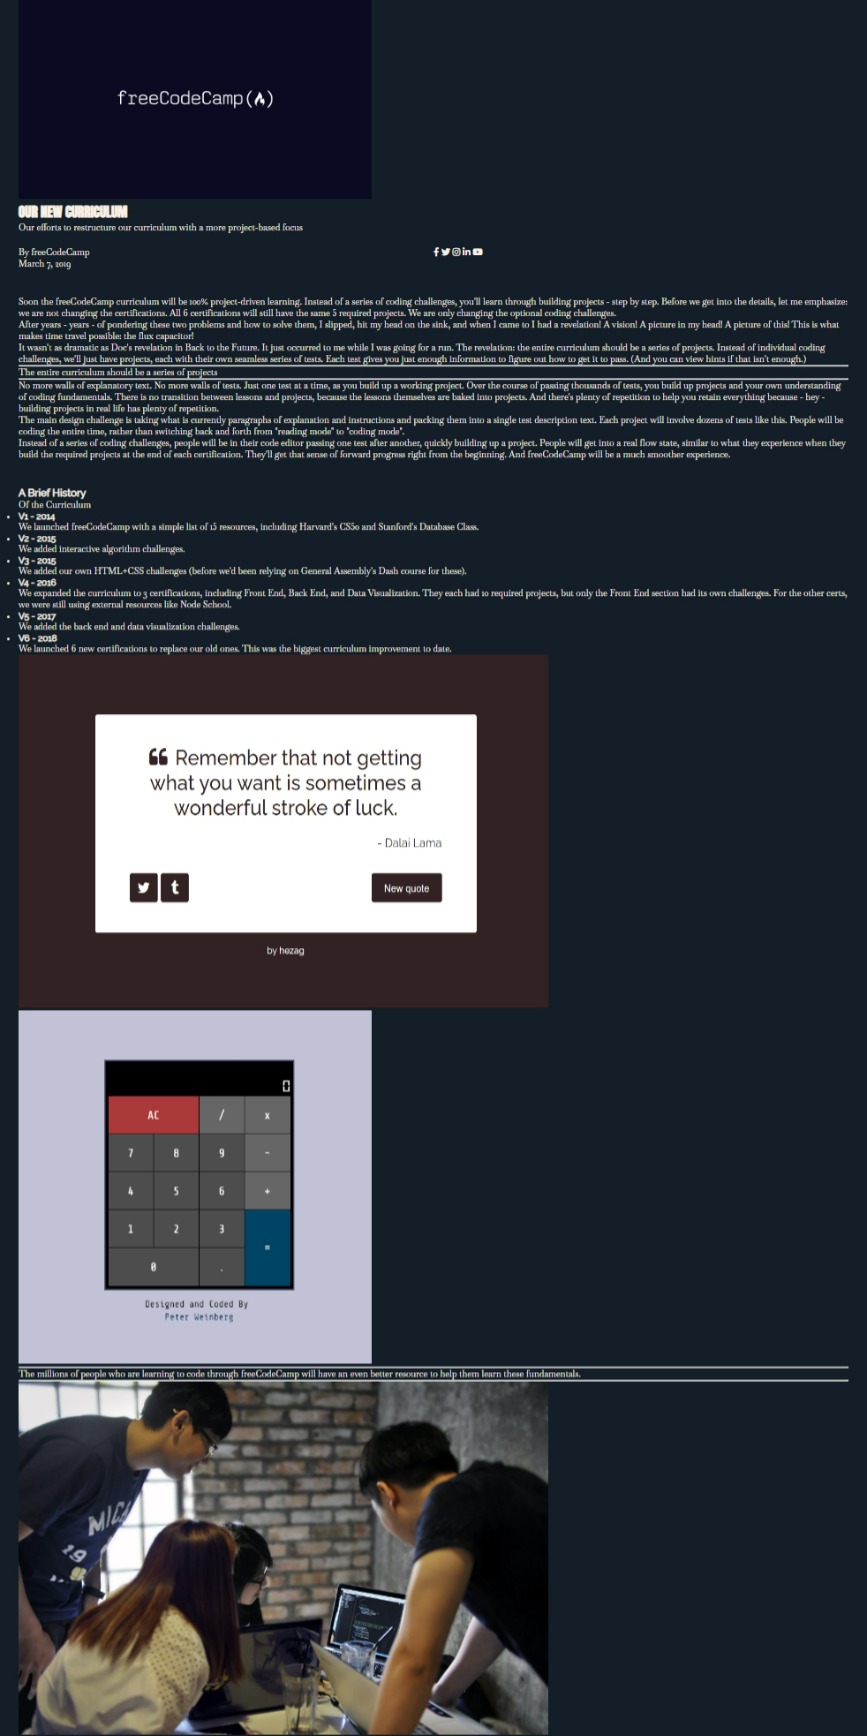 freeCodeCamp(🔥)
OUR NEW CURRICULUM
Our efforts to restructure our curriculum with a more project-based focus
By freeCodeCamp
March 7, 2019
Soon the freeCodeCamp curriculum will be 100% project-driven learning. Instead of a series of coding challenges, you'll learn through building projects - step by step. Before we get into the details, let me emphasize:
we are not changing the certifications. All 6 certifications will still have the same 5 required projects. We are only changing the optional coding challenges.
After years - years - of pondering these two problems and how to solve them, I slipped, hit my head on the sink, and when I came to I had a revelation! A vision! A picture in my head! A picture of this! This is what
makes time travel possible: the flux capacitor!
It wasn't as dramatic as Doc's revelation in Back to the Future. It just occurred to me while I was going for a run. The revelation: the entire curriculum should be a series of projects. Instead of individual coding
challenges, we'll just have projects, each with their own seamless series of tests. Each test gives you just enough information to figure out how to get it to pass. (And you can view hints if that isn't enough.)
The entire curriculum should be a series of projects
No more walls of explanatory text. No more walls of tests. Just one test at a time, as you build up a working project. Over the course of passing thousands of tests, you build up projects and your own understanding
of coding fundamentals. There is no transition between lessons and projects, because the lessons themselves are baked into projects. And there's plenty of repetition to help you retain everything because - hey -
building projects in real life has plenty of repetition.
The main design challenge is taking what is currently paragraphs of explanation and instructions and packing them into a single test description text. Each project will involve dozens of tests like this. People will be
coding the entire time, rather than switching back and forth from "reading mode" to "coding mode".
Instead of a series of coding challenges, people will be in their code editor passing one test after another, quickly building up a project. People will get into a real flow state, similar to what they experience when they
build the required projects at the end of each certification. They'll get that sense of forward progress right from the beginning. And freeCodeCamp will be a much smoother experience.
A Brief History
Of the Curriculum
V1 - 2014
We launched freeCodeCamp with a simple list of 15 resources, including Harvard's CS50 and Stanford's Database Class.
V2 - 2015
We added interactive algorithm challenges.
V3 - 2015
We added our own HTML+CSS challenges (before we'd been relying on General Assembly's Dash course for these).
V4 - 2016
We expanded the curriculum to 3 certifications, including Front End, Back End, and Data Visualization. They each had 10 required projects, but only the Front End section had its own challenges. For the other certs,
we were still using external resources like Node School.
V5 - 2017
We added the back end and data visualization challenges.
V6 - 2018
We launched 6 new certifications to replace our old ones. This was the biggest curriculum improvement to date.
“ Remember that not getting
what you want is sometimes a
wonderful stroke of luck.
- Dalai Lama
New quote
by hezag
0
AC / x
7 8 9 -
4 5 6 +
1 2 3 =
0 .
Designed and Coded By
Peter Weinberg
The millions of people who are learning to code through freeCodeCamp will have an even better resource to help them learn these fundamentals.
19